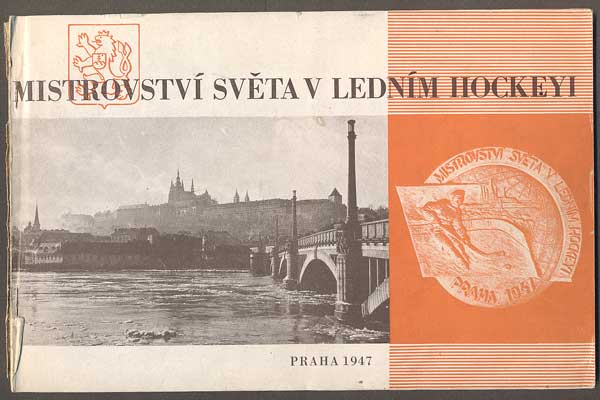 MISTROVSTVÍ SVĚTA V LEDNÍM HOCKEYI
MISTROVSTVÍ SVĚTA V LEDNÍM HOCKEYI
PRAHA 1947
PRAHA 1947